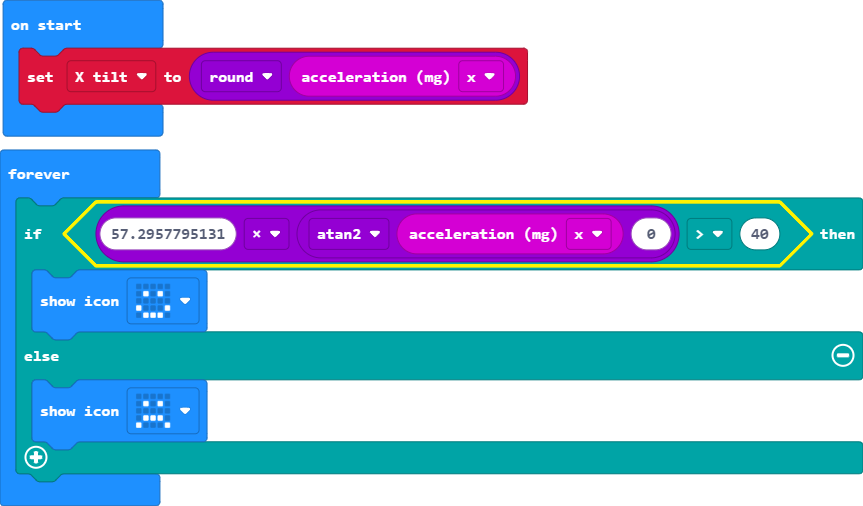 on start
set X tilt to round acceleration (mg) x
forever
if 57.2957795131 × atan2 acceleration (mg) x 0 > 40 then
show icon
else
show icon